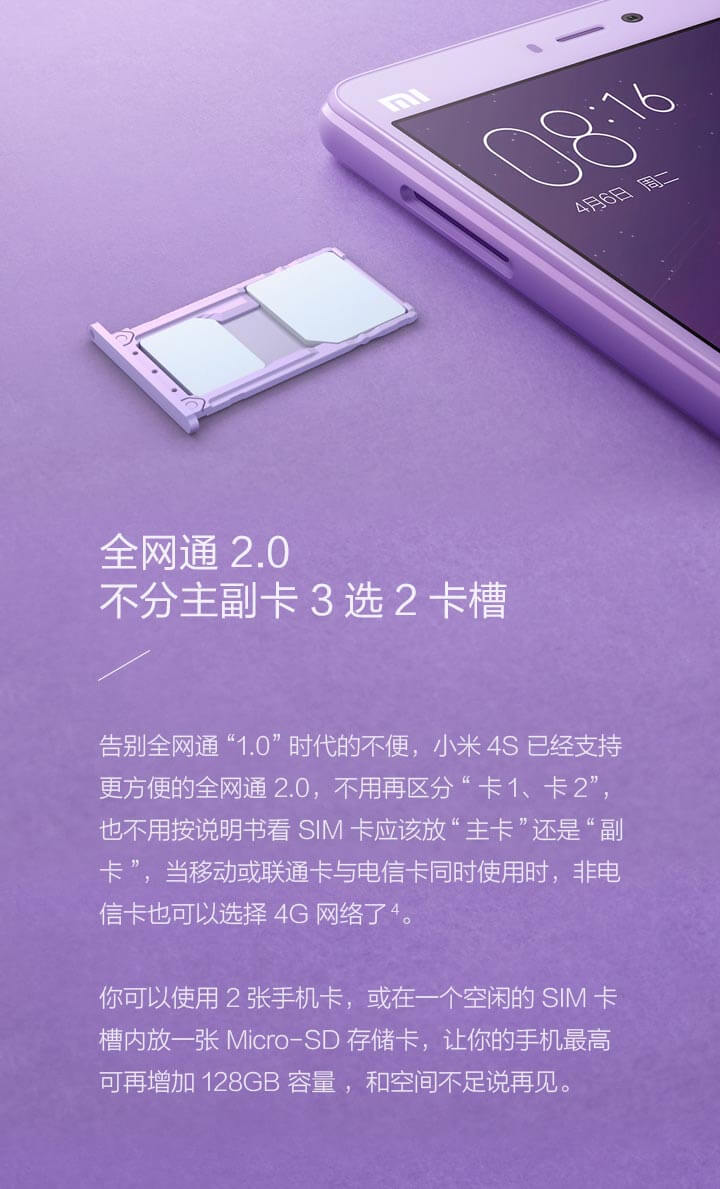 MI
08:16
4月6日 周二
全网通 2.0
不分主副卡 3 选 2 卡槽
告别全网通 “1.0” 时代的不便，小米 4S 已经支持
更方便的全网通 2.0，不用再区分 “ 卡 1、卡 2”，
也不用按说明书看 SIM 卡应该放 “ 主卡 ” 还是 “ 副
卡 ”，当移动或联通卡与电信卡同时使用时，非电
信卡也可以选择 4G 网络了 4 。
你可以使用 2 张手机卡，或在一个空闲的 SIM 卡
槽内放一张 Micro-SD 存储卡，让你的手机最高
可再增加 128GB 容量 ，和空间不足说再见。